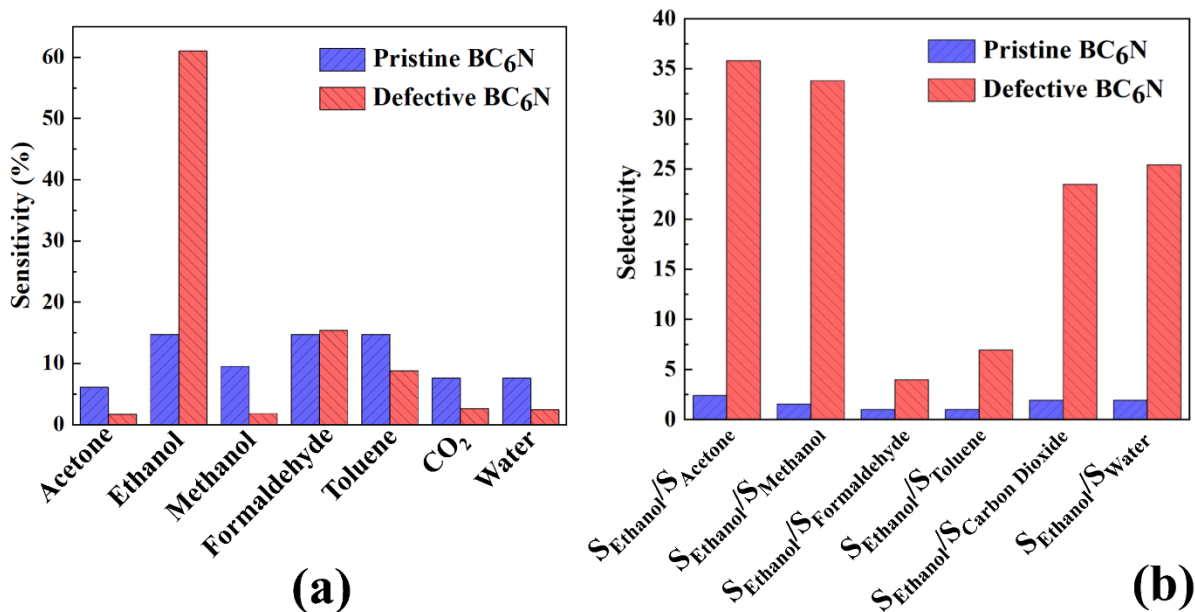 Sensitivity (%)
60
50
40
30
20
10
0
Pristine BC6N
Defective BC6N
Acetone
Ethanol
Methanol
Formaldehyde
Toluene
CO2
Water
(a)
Selectivity
40
35
30
25
20
15
10
5
0
Pristine BC6N
Defective BC6N
SEthanol/SAcetone
SEthanol/SMethanol
SEthanol/SFormaldehyde
SEthanol/SToluene
SEthanol/SCarbon Dioxide
SEthanol/SWater
(b)